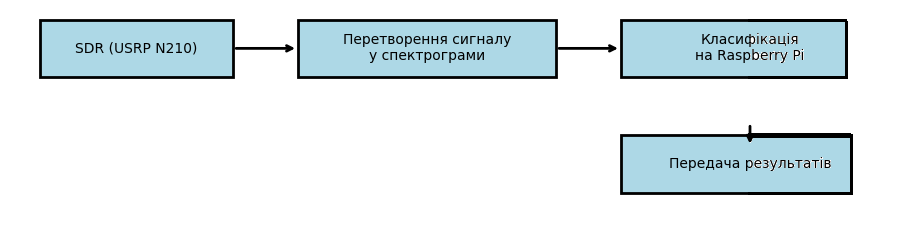 SDR (USRP N210)
Перетворення сигналу
у спектрограми
Класифікація
на Raspberry Pi
Передача результатів